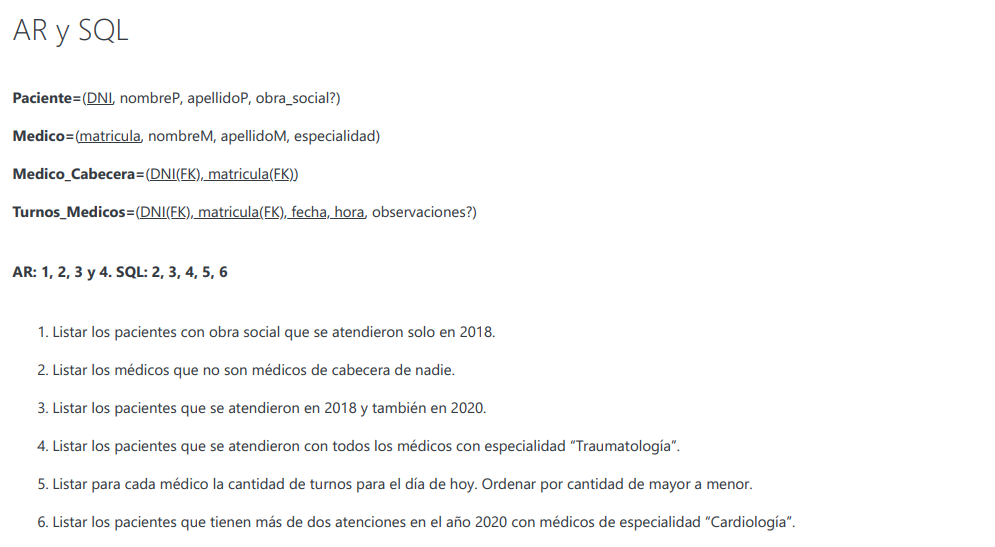 AR y SQL
Paciente=(DNI, nombreP, apellidoP, obra_social?)
Medico=(matricula, nombreM, apellidoM, especialidad)
Medico_Cabecera=(DNI(FK), matricula(FK))
Turnos_Medicos=(DNI(FK), matricula(FK), fecha, hora, observaciones?)
AR: 1, 2, 3 y 4. SQL: 2, 3, 4, 5, 6
1. Listar los pacientes con obra social que se atendieron solo en 2018.
2. Listar los médicos que no son médicos de cabecera de nadie.
3. Listar los pacientes que se atendieron en 2018 y también en 2020.
4. Listar los pacientes que se atendieron con todos los médicos con especialidad “Traumatología”.
5. Listar para cada médico la cantidad de turnos para el día de hoy. Ordenar por cantidad de mayor a menor.
6. Listar los pacientes que tienen más de dos atenciones en el año 2020 con médicos de especialidad “Cardiología”.